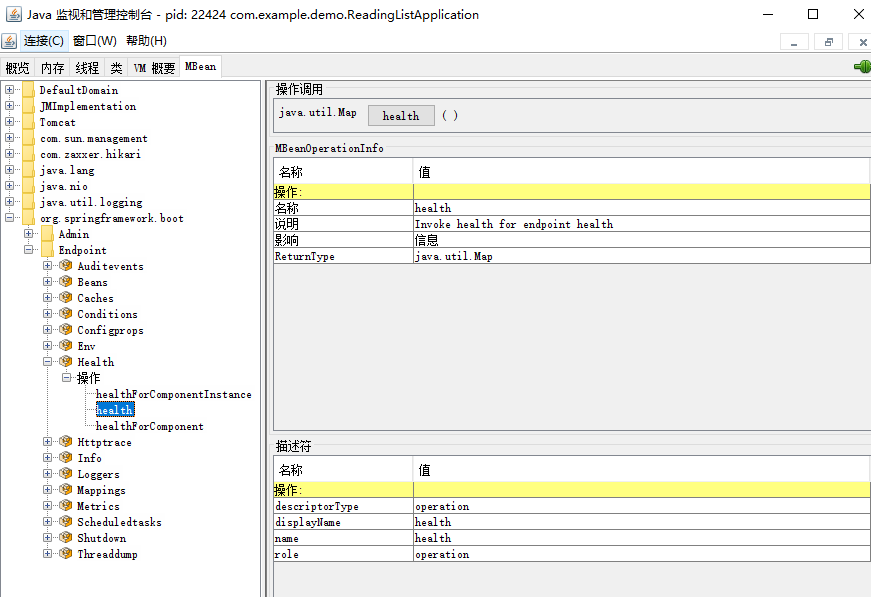 Java 监视和管理控制台 - pid: 22424 com.example.demo.ReadingListApplication
连接(C) 窗口(W) 帮助(H)
概览 内存 线程 类 VM 概要 MBean
DefaultDomain
JMImplementation
Tomcat
com.sun.management
com.zaxxer.hikari
java.lang
java.nio
java.util.logging
org.springframework.boot
Admin
Endpoint
Auditevents
Beans
Caches
Conditions
Configprops
Env
Health
操作
healthForComponentInstance
health
healthForComponent
Httptrace
Info
Loggers
Mappings
Metrics
Scheduledtasks
Shutdown
Threaddump
操作调用
java.util.Map health ( )
MBeanOperationInfo
名称 值
操作:
名称 health
说明 Invoke health for endpoint health
影响 信息
ReturnType java.util.Map
描述符
名称 值
操作:
descriptorType operation
displayName health
name health
role operation